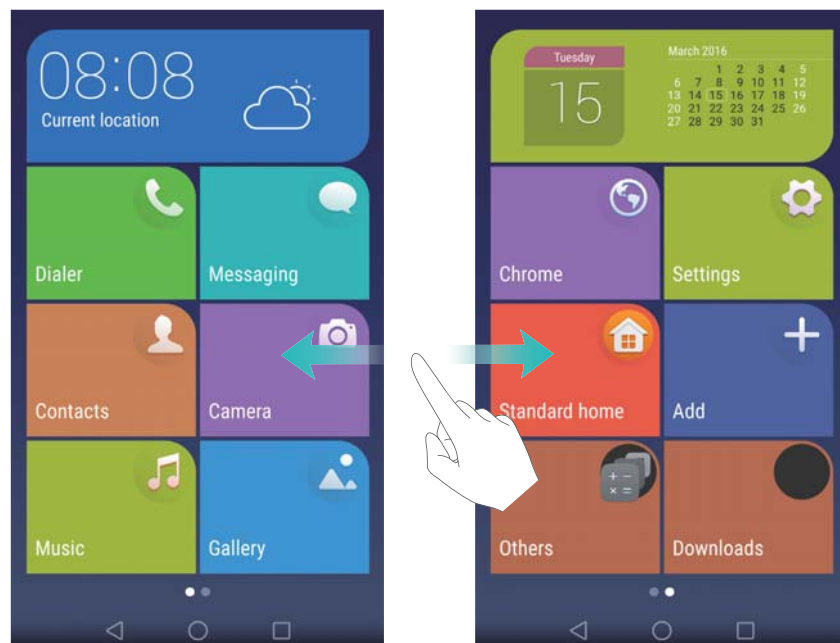 08:08
Current location
Dialer
Messaging
Contacts
Camera
Music
Gallery
Tuesday
15
March 2016
1 2 3 4 5
6 7 8 9 10 11 12
13 14 15 16 17 18 19
20 21 22 23 24 25 26
27 28 29 30 31
Chrome
Settings
Standard home
Add
Others
Downloads